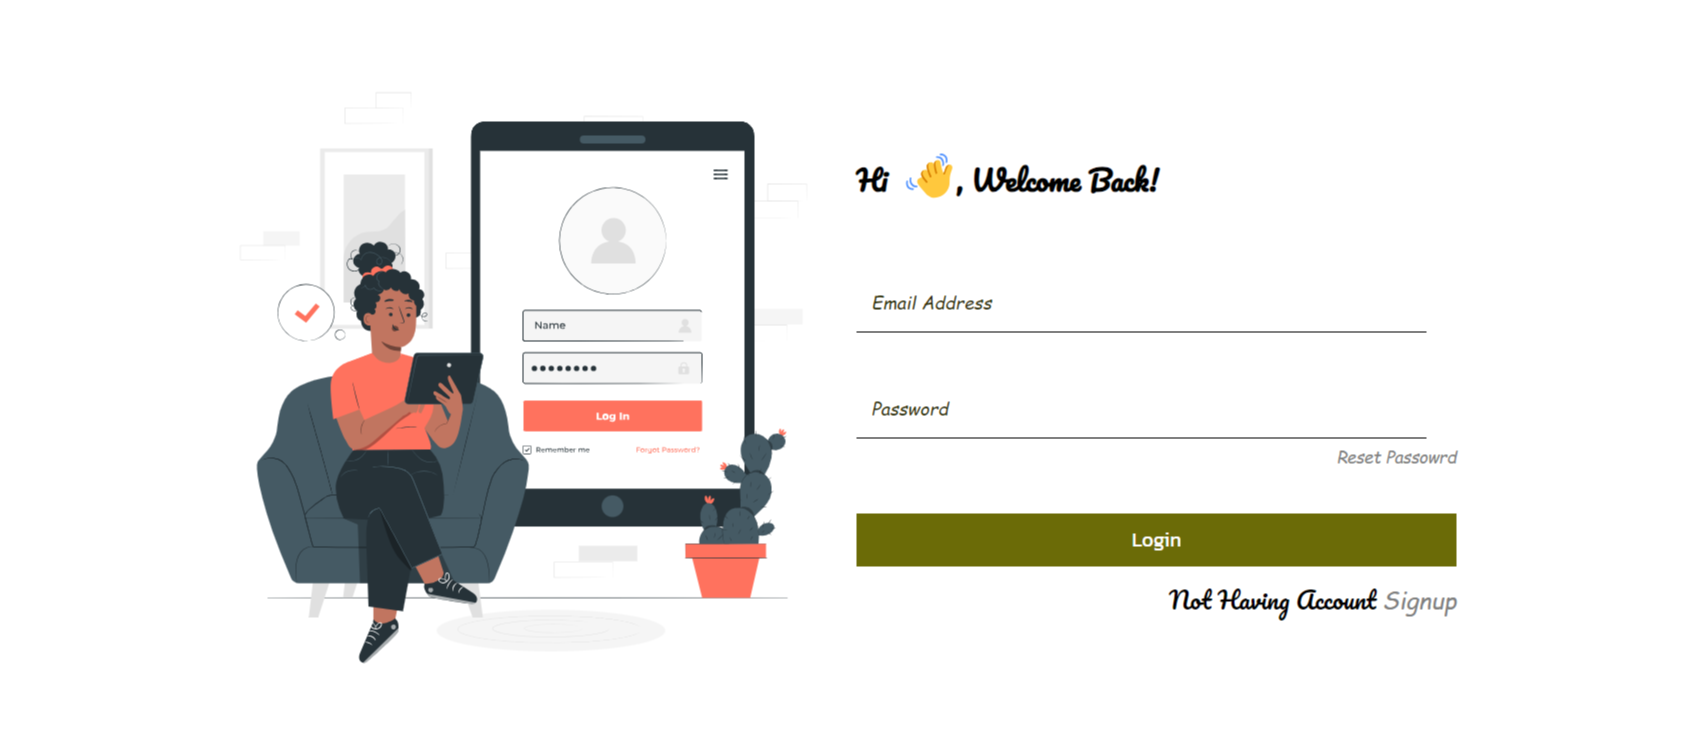 Name
••••••••
Log In
Remember me
Forgot Password?
Hi 👋, Welcome Back!
Email Address
Password
Reset Passowrd
Login
Not Having Account Signup